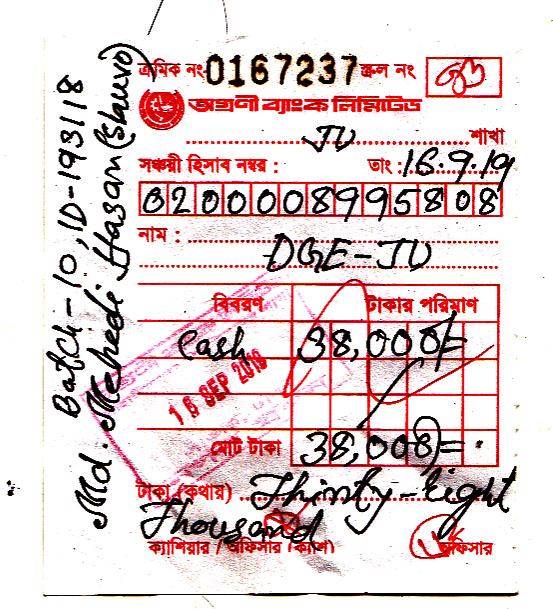 ক্রমিক নং- 0167237 স্ক্রল নং
অগ্রণী ব্যাংক লিমিটেড
JU শাখা
সঞ্চয়ী হিসাব নম্বর : তাং : 16.9.19
0200008995808
নাম :
DGE-JU
বিবরণ টাকার পরিমাণ
Cash 38,000/=
16 SEP 2019
মোট টাকা 38,000/=
টাকা (কথায়) Thirty-Eight
Thousand
ক্যাশিয়ার / অফিসার (ক্যাশ) অফিসার
Batch-10, ID-193118
Md. Mehedi Hasan (Shuvo)